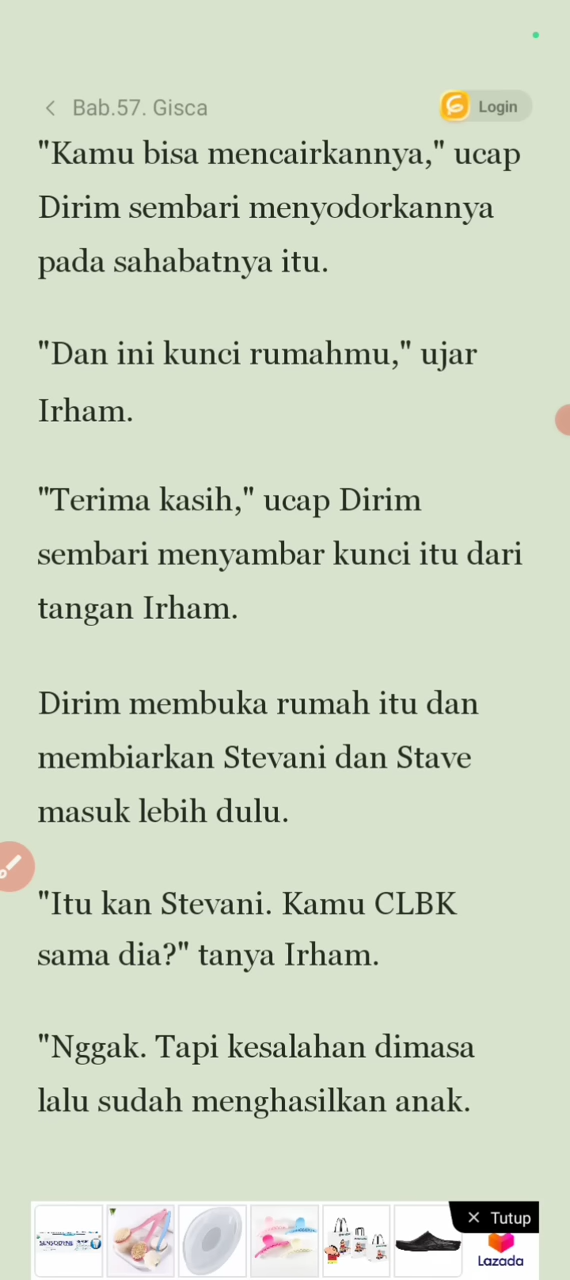 Bab.57. Gisca
Login
"Kamu bisa mencairkannya," ucap
Dirim sembari menyodorkannya
pada sahabatnya itu.
"Dan ini kunci rumahmu," ujar
Irham.
"Terima kasih," ucap Dirim
sembari menyambar kunci itu dari
tangan Irham.
Dirim membuka rumah itu dan
membiarkan Stevani dan Stave
masuk lebih dulu.
"Itu kan Stevani. Kamu CLBK
sama dia?" tanya Irham.
"Nggak. Tapi kesalahan dimasa
lalu sudah menghasilkan anak.
Tutup
SENSODYNE
Lazada